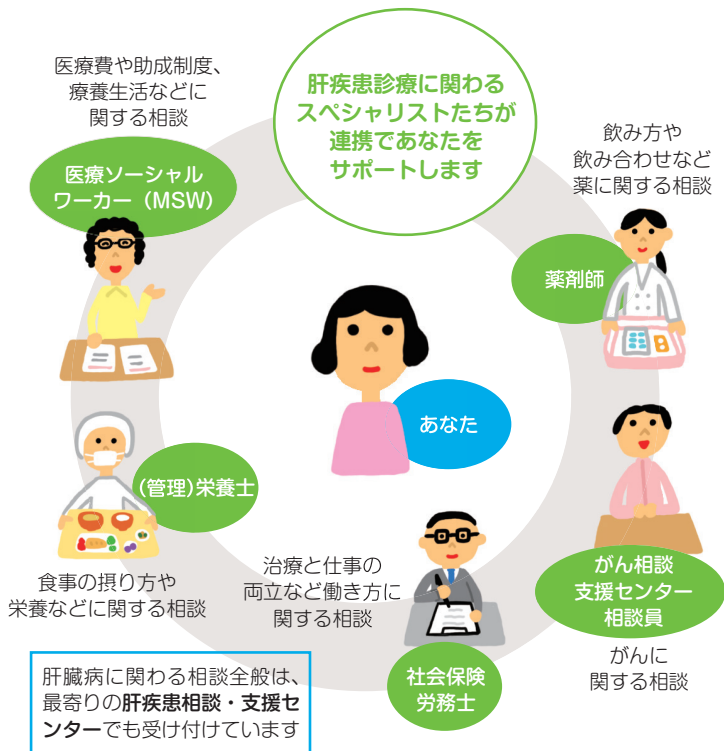 肝疾患診療に関わる
スペシャリストたちが
連携であなたを
サポートします
医療費や助成制度、
療養生活などに
関する相談
医療ソーシャル
ワーカー（MSW）
飲み方や
飲み合わせなど
薬に関する相談
薬剤師
あなた
(管理)栄養士
食事の摂り方や
栄養などに関する相談
治療と仕事の
両立など働き方に
関する相談
社会保険
労務士
がん相談
支援センター
相談員
がんに
関する相談
肝臓病に関わる相談全般は、
最寄りの肝疾患相談・支援セ
ンターでも受け付けています